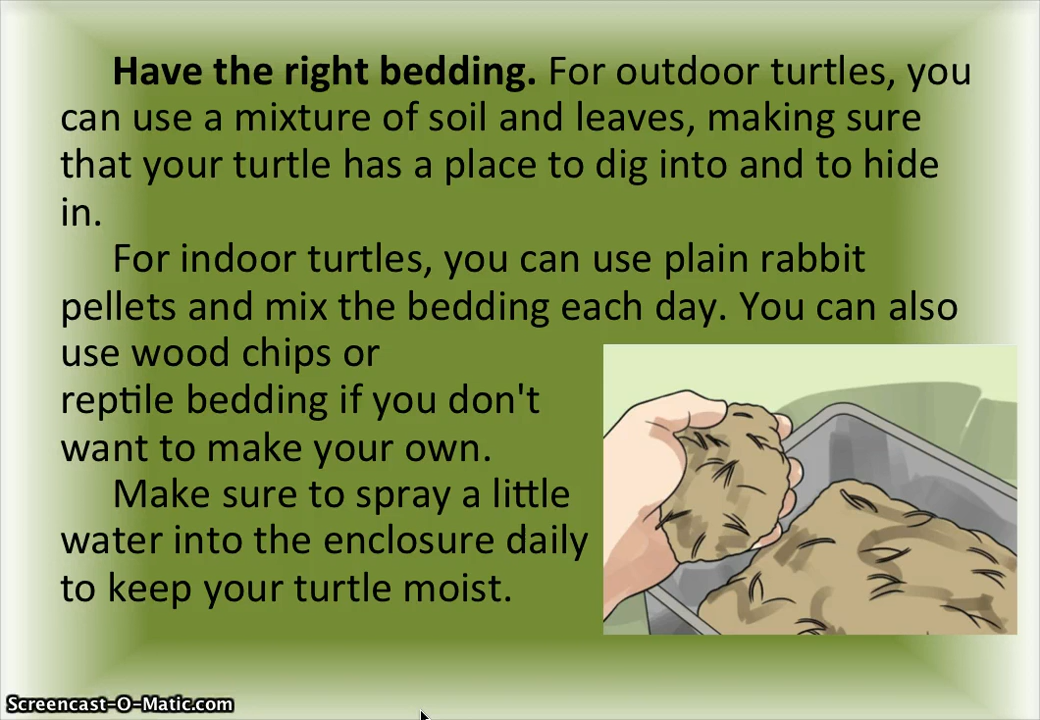 Have the right bedding. For outdoor turtles, you
can use a mixture of soil and leaves, making sure
that your turtle has a place to dig into and to hide
in.
For indoor turtles, you can use plain rabbit
pellets and mix the bedding each day. You can also
use wood chips or
reptile bedding if you don't
want to make your own.
Make sure to spray a little
water into the enclosure daily
to keep your turtle moist.
Screencast-O-Matic.com